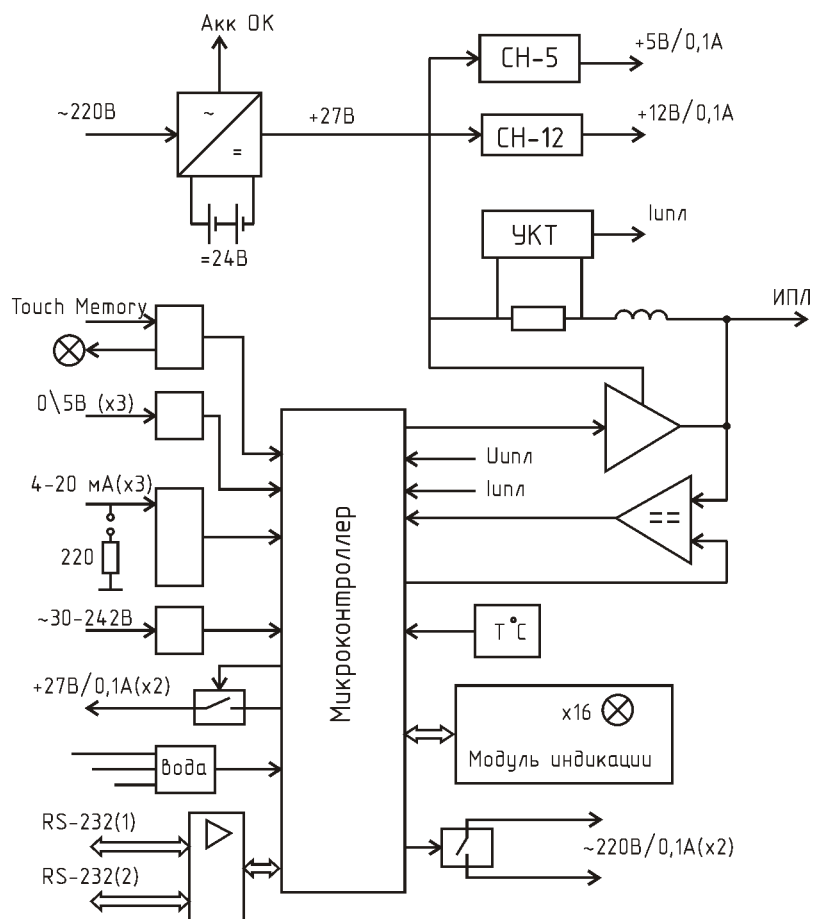 Акк ОК
~220В
~
=
+27В
СН-5
+5В/0,1А
СН-12
+12В/0,1А
=24В
УКТ
Iипл
ИПЛ
Touch Memory
0\5В (х3)
4-20 мА(х3)
220
~30-242В
+27В/0,1А(х2)
Вода
RS-232(1)
RS-232(2)
Микроконтроллер
Uипл
Iипл
==
Т°С
х16
Модуль индикации
~220В/0,1А(х2)